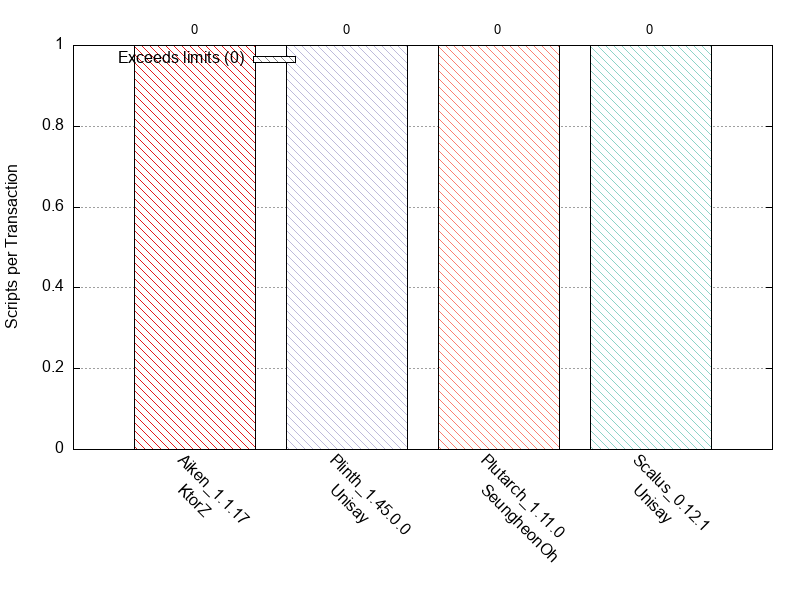 0 0 0 0
Exceeds limits (0)
1
0.8
0.6
0.4
0.2
0
Scripts per Transaction
Aiken_1.1.17
KtorZ
Plinth_1.45.0.0
Unisay
Plutarch_1.11.0
SeungheonOh
Scalus_0.12.1
Unisay